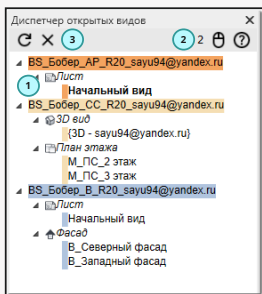 Диспетчер открытых видов
3
2
2
BS_Бобер_AP_R20_sayu94@yandex.ru
1
Лист
Начальный вид
BS_Бобер_CC_R20_sayu94@yandex.ru
3D вид
{3D - sayu94@yandex.ru}
План этажа
М_ПС_2 этаж
М_ПС_3 этаж
BS_Бобер_B_R20_sayu94@yandex.ru
Лист
Начальный вид
Фасад
В_Северный фасад
В_Западный фасад